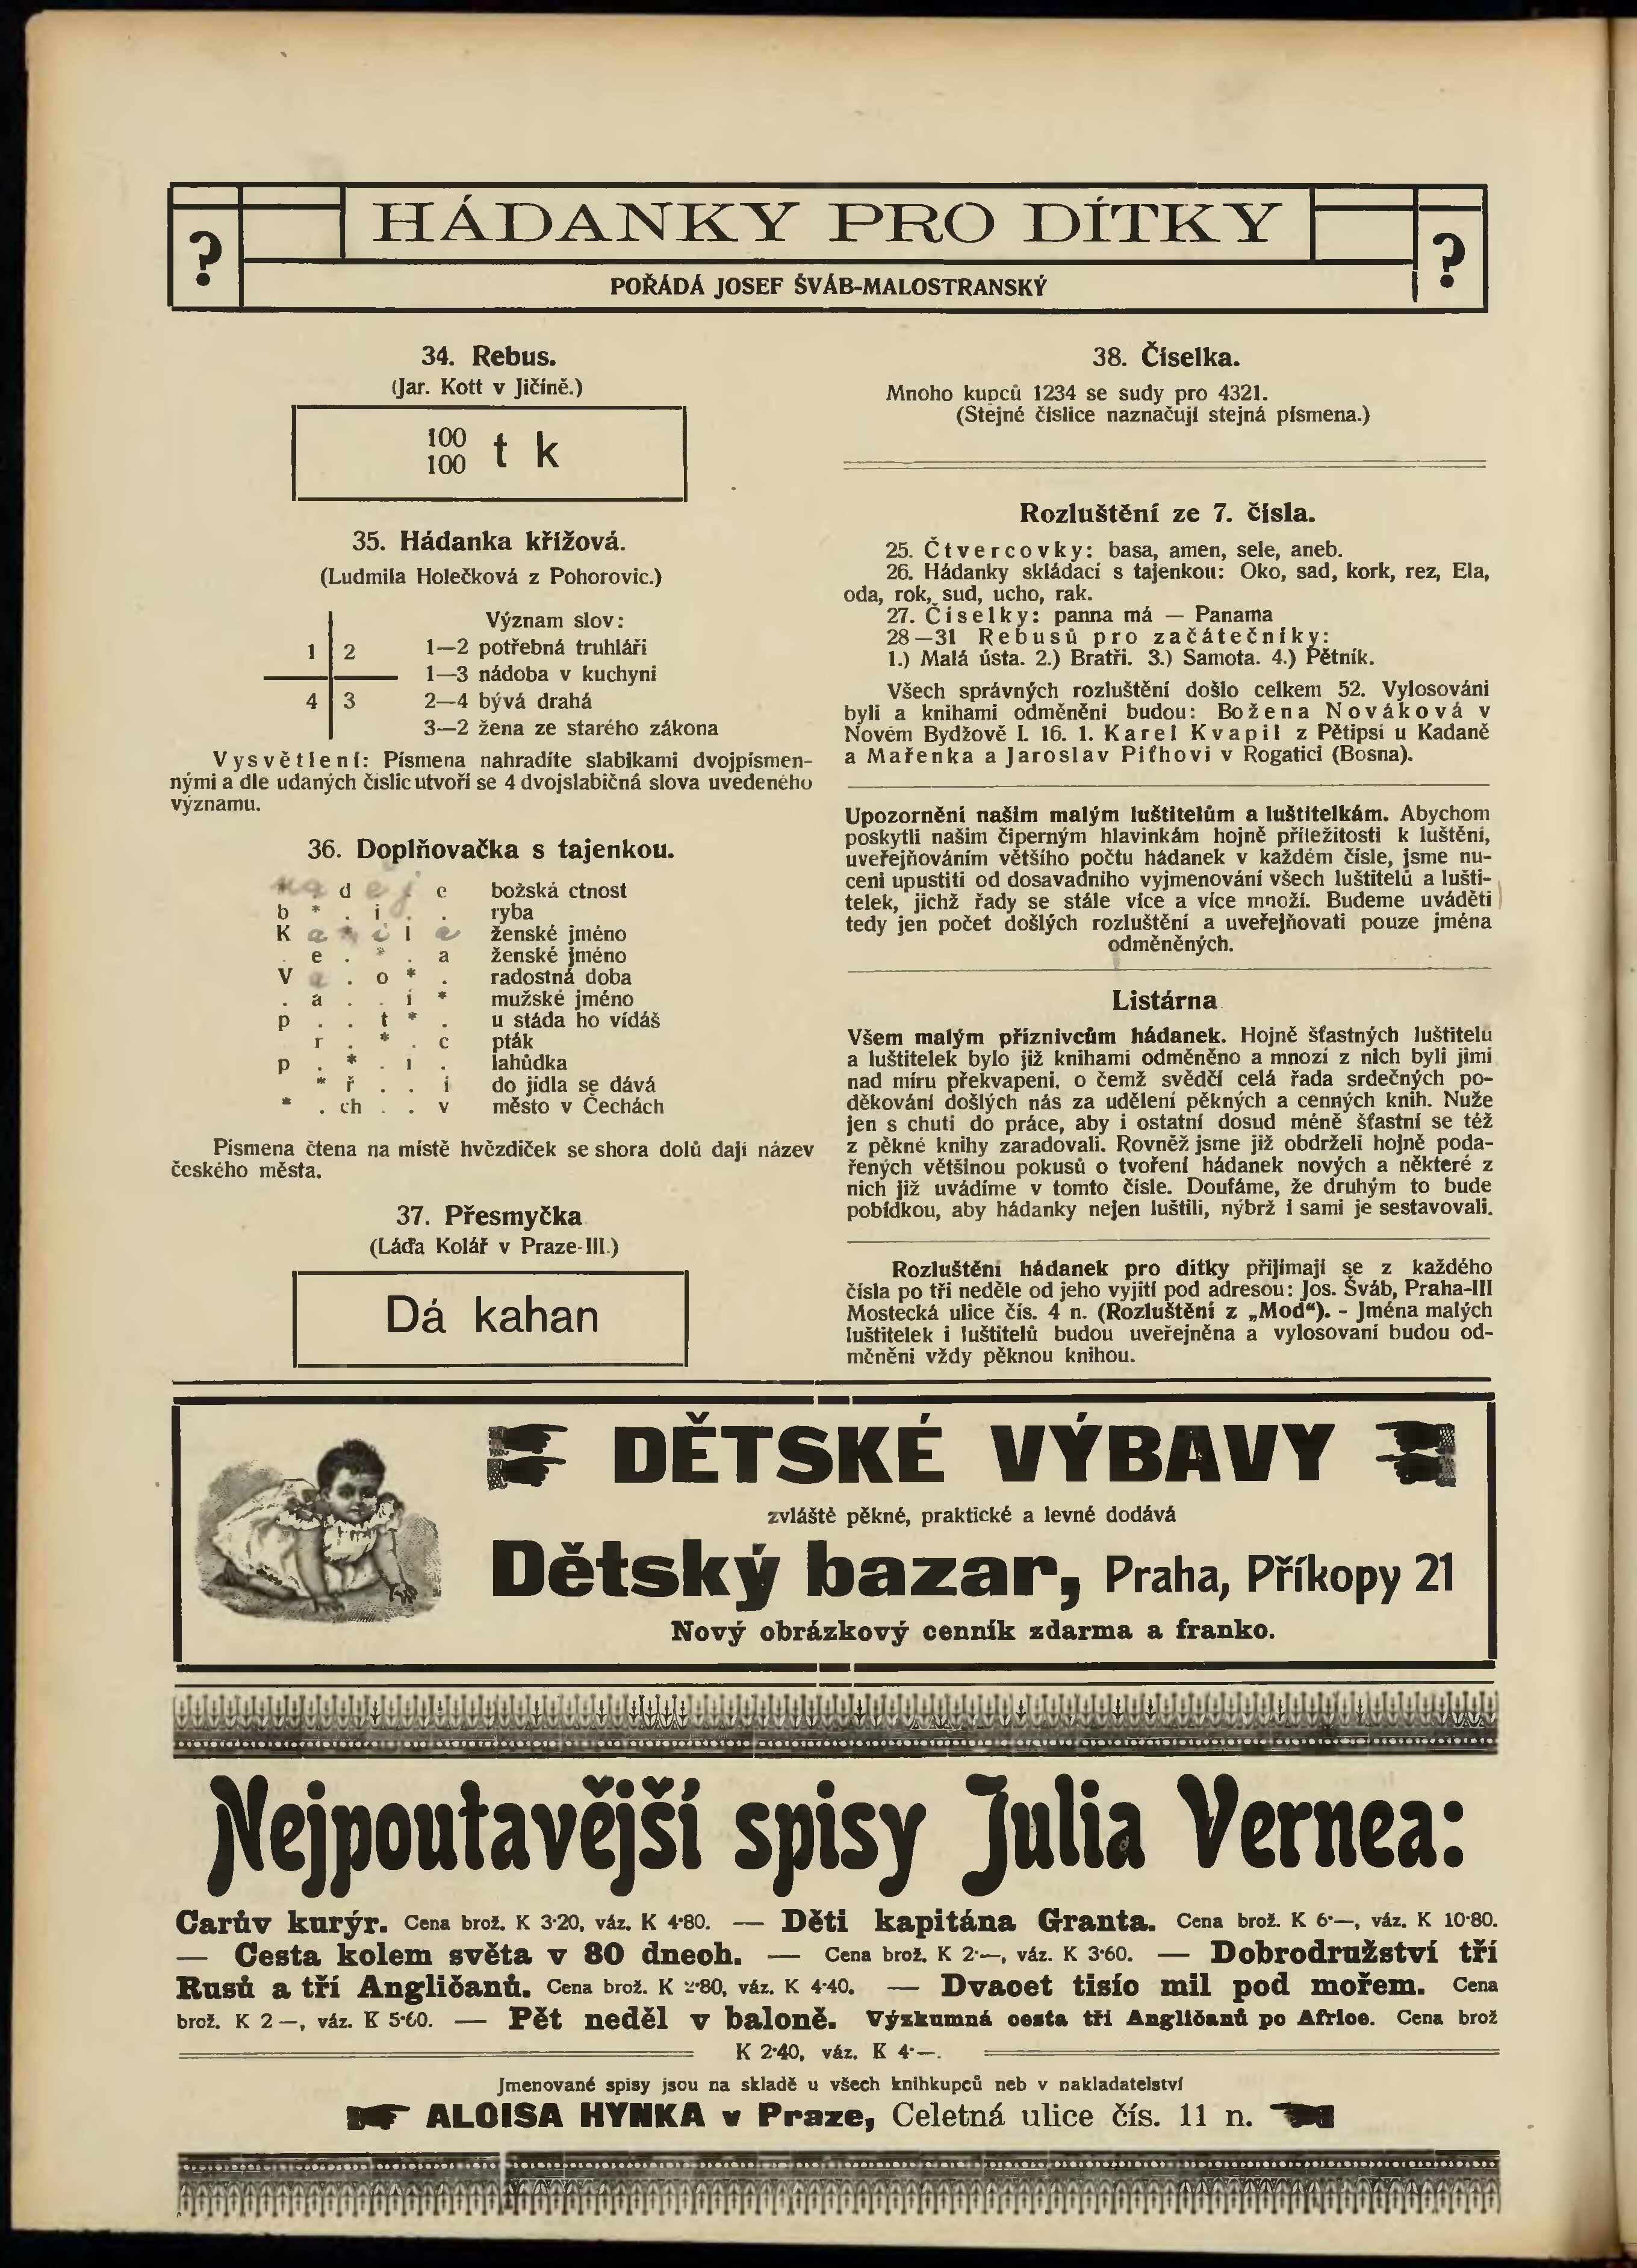 HÁDANKY PRO DÍTKY
?
?
POŘÁDÁ JOSEF ŠVÁB-MALOSTRANSKÝ
34. Rebus.
(Jar. Kott v Jičíně.)
100
100 t k
35. Hádanka křížová.
(Ludmila Holečková z Pohorovic.)
Význam slov:
1 2
4 3
1—2 potřebná truhláři
1—3 nádoba v kuchyni
2—4 bývá drahá
3—2 žena ze starého zákona
Vysvětlení: Písmena nahradíte slabikami dvojpísmen-
nými a dle udaných číslic utvoří se 4 dvojslabičná slova uvedeného
významu.
36. Doplňovačka s tajenkou.
* a d e j e božská ctnost
b * . i . . ryba
K a * i l e ženské jméno
. e . * . a ženské jméno
V a . o * . radostná doba
. a . . í * mužské jméno
p . . t * . u stáda ho vídáš
r . * . c pták
p . * . i . lahůdka
* ř . . í do jídla se dává
* . ch . . v město v Čechách
Písmena čtena na místě hvězdiček se shora dolů dají název
českého města.
37. Přesmyčka
(Láďa Kolář v Praze-III.)
Dá kahan
38. Číselka.
Mnoho kupců 1234 se sudy pro 4321.
(Stejné číslice naznačují stejná písmena.)
Rozluštění ze 7. čísla.
25. Čtvercovky: basa, amen, sele, aneb.
26. Hádanky skládací s tajenkou: Oko, sad, kork, rez, Ela,
oda, rok, sud, ucho, rak.
27. Číselky: panna má — Panama
28—31 Rebusů pro začátečníky:
1.) Malá ústa. 2.) Bratři. 3.) Samota. 4.) Pětník.
Všech správných rozluštění došlo celkem 52. Vylosováni
byli a knihami odměněni budou: Božena Nováková v
Novém Bydžově I. 16. 1. Karel Kvapil z Pětipsí u Kadaně
a Mařenka a Jaroslav Piťhovi v Rogatici (Bosna).
Upozornění našim malým luštitelům a luštitelkám. Abychom
poskytli našim čiperným hlavinkám hojně příležitosti k luštění,
uveřejňováním většího počtu hádanek v každém čísle, jsme nu-
ceni upustiti od dosavadního vyjmenování všech luštitelů a lušti-
telek, jichž řady se stále více a více množí. Budeme uváděti
tedy jen počet došlých rozluštění a uveřejňovati pouze jména
odměněných.
Listárna
Všem malým příznivcům hádanek. Hojně šťastných luštitelů
a luštitelek bylo již knihami odměněno a mnozí z nich byli jimi
nad míru překvapeni, o čemž svědčí celá řada srdečných po-
děkování došlých nás za udělení pěkných a cenných knih. Nuže
jen s chutí do práce, aby i ostatní dosud méně šťastní se též
z pěkné knihy zaradovali. Rovněž jsme již obdrželi hojně poda-
řených většinou pokusů o tvoření hádanek nových a některé z
nich již uvádíme v tomto čísle. Doufáme, že druhým to bude
pobídkou, aby hádanky nejen luštili, nýbrž i sami je sestavovali.
Rozluštění hádanek pro dítky přijímají se z každého
čísla po tři neděle od jeho vyjití pod adresou: Jos. Šváb, Praha-III
Mostecká ulice čís. 4 n. (Rozluštění z „Mod“). - Jména malých
luštitelek i luštitelů budou uveřejněna a vylosovaní budou od-
měněni vždy pěknou knihou.
DĚTSKÉ VÝBAVY
zvláště pěkné, praktické a levné dodává
Dětský bazar, Praha, Příkopy 21
Nový obrázkový cenník zdarma a franko.
Nejpoutavější spisy Julia Vernea:
Carův kurýr. Cena brož. K 3·20, váz. K 4·80. — Děti kapitána Granta. Cena brož. K 6·—, váz. K 10·80.
— Cesta kolem světa v 80 dnech. — Cena brož. K 2·—, váz. K 3·60. — Dobrodružství tří
Rusů a tří Angličanů. Cena brož. K 2·80, váz. K 4·40. — Dvacet tisíc mil pod mořem. Cena
brož. K 2 —, váz. K 5·60. — Pět neděl v baloně. Výzkumná cesta tří Angličanů po Africe. Cena brož
K 2·40, váz. K 4·—.
Jmenované spisy jsou na skladě u všech knihkupců neb v nakladatelství
ALOISA HYNKA v Praze, Celetná ulice čís. 11 n.